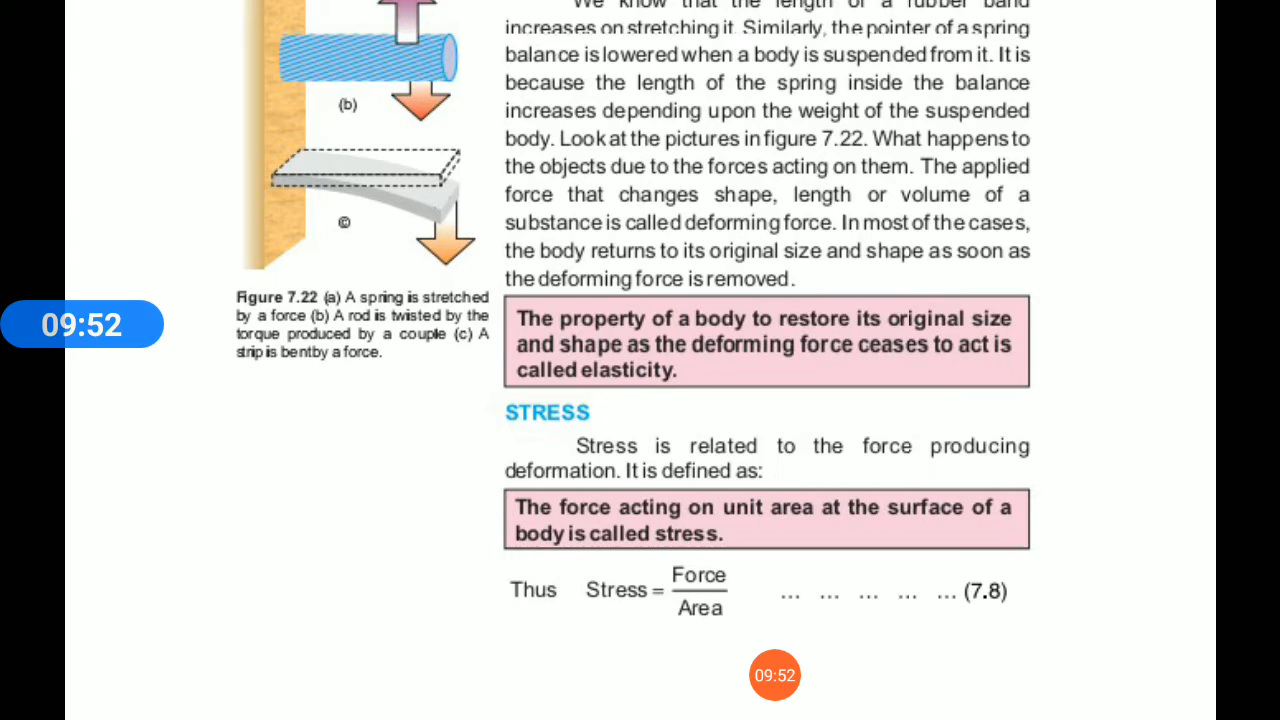 (b)
©
Figure 7.22 (a) A spring is stretched
by a force (b) A rod is twisted by the
torque produced by a couple (c) A
strip is bentby a force.
09:52
We know that the length of a rubber band
increases on stretching it. Similarly, the pointer of a spring
balance is lowered when a body is suspended from it. It is
because the length of the spring inside the balance
increases depending upon the weight of the suspended
body. Look at the pictures in figure 7.22. What happens to
the objects due to the forces acting on them. The applied
force that changes shape, length or volume of a
substance is called deforming force. In most of the cases,
the body returns to its original size and shape as soon as
the deforming force is removed.
The property of a body to restore its original size
and shape as the deforming force ceases to act is
called elasticity.
STRESS
Stress is related to the force producing
deformation. It is defined as:
The force acting on unit area at the surface of a
body is called stress.
Thus Stress = Force / Area ... ... ... ... ... (7.8)
09:52